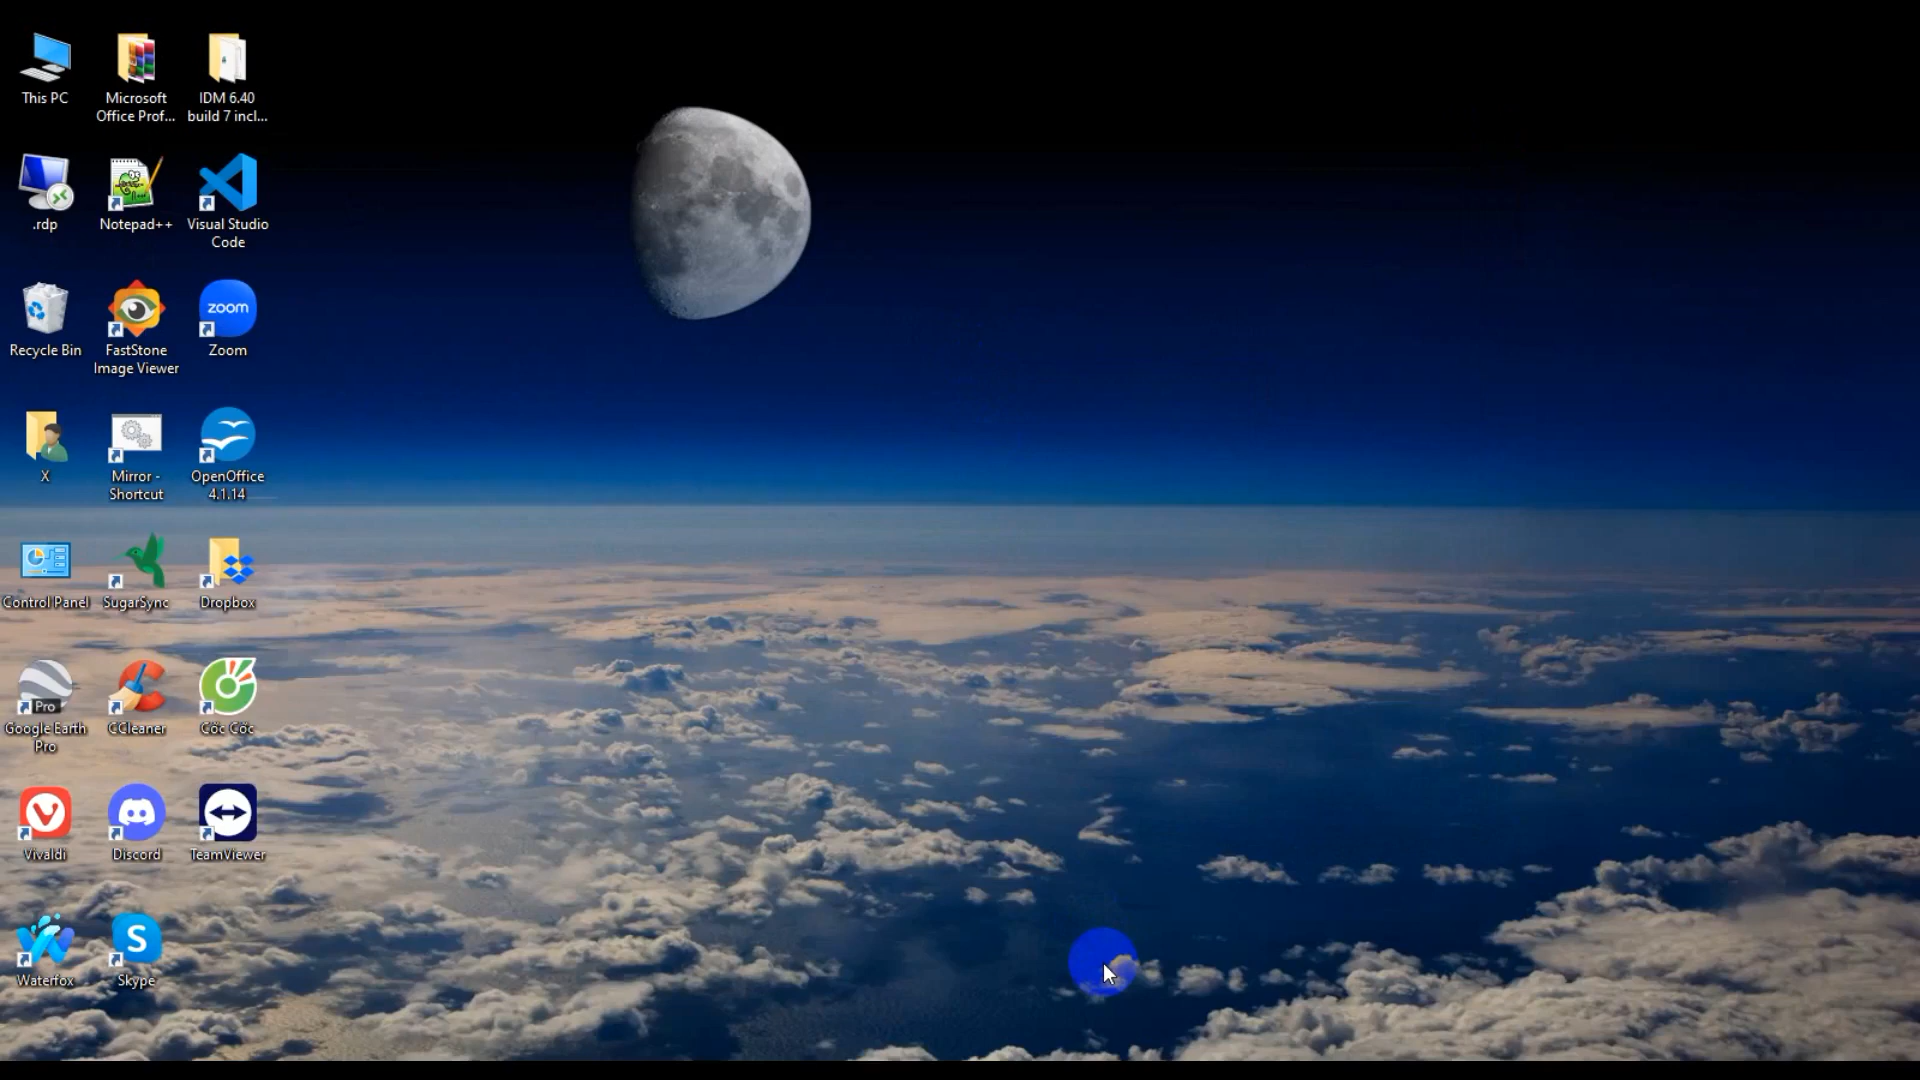 This PC
Microsoft
Office Prof...
IDM 6.40
build 7 incl...
.rdp
Notepad++
Visual Studio
Code
Recycle Bin
FastStone
Image Viewer
zoom
Zoom
X
Mirror -
Shortcut
OpenOffice
4.1.14
Control Panel
SugarSync
Dropbox
Pro
Google Earth
Pro
CCleaner
Cốc Cốc
Vivaldi
Discord
TeamViewer
Waterfox
S
Skype